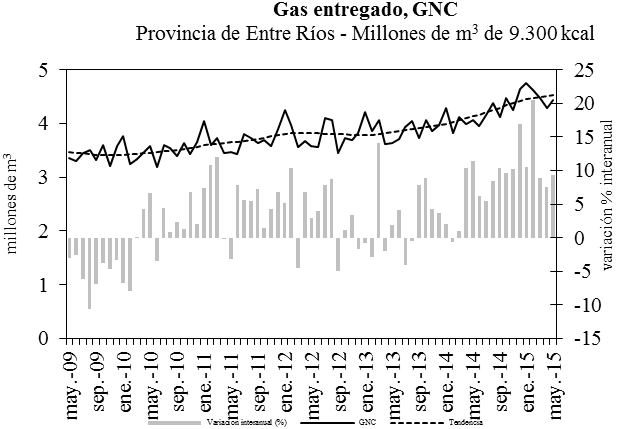 Gas entregado, GNC
Provincia de Entre Ríos - Millones de m³ de 9.300 kcal
5
4
3
2
1
0
millones de m³
25
20
15
10
5
0
-5
-10
-15
variación % interanual
may.-09
sep.-09
ene.-10
may.-10
sep.-10
ene.-11
may.-11
sep.-11
ene.-12
may.-12
sep.-12
ene.-13
may.-13
sep.-13
ene.-14
may.-14
sep.-14
ene.-15
may.-15
Variación interanual (%)
GNC
Tendencia